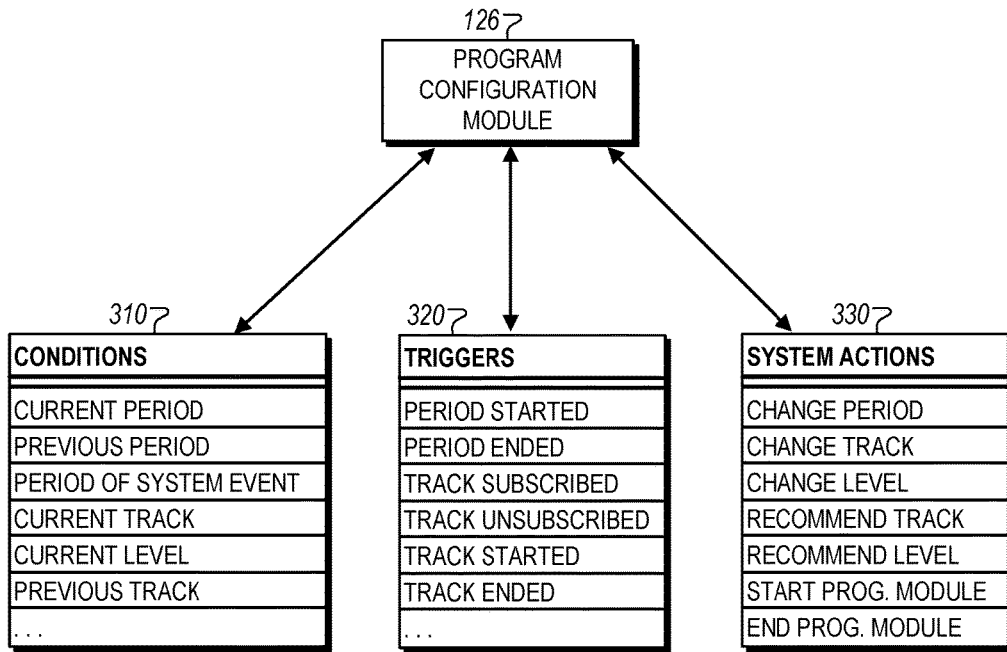 126
PROGRAM
CONFIGURATION
MODULE
310
CONDITIONS
CURRENT PERIOD
PREVIOUS PERIOD
PERIOD OF SYSTEM EVENT
CURRENT TRACK
CURRENT LEVEL
PREVIOUS TRACK
. . .
320
TRIGGERS
PERIOD STARTED
PERIOD ENDED
TRACK SUBSCRIBED
TRACK UNSUBSCRIBED
TRACK STARTED
TRACK ENDED
. . .
330
SYSTEM ACTIONS
CHANGE PERIOD
CHANGE TRACK
CHANGE LEVEL
RECOMMEND TRACK
RECOMMEND LEVEL
START PROG. MODULE
END PROG. MODULE